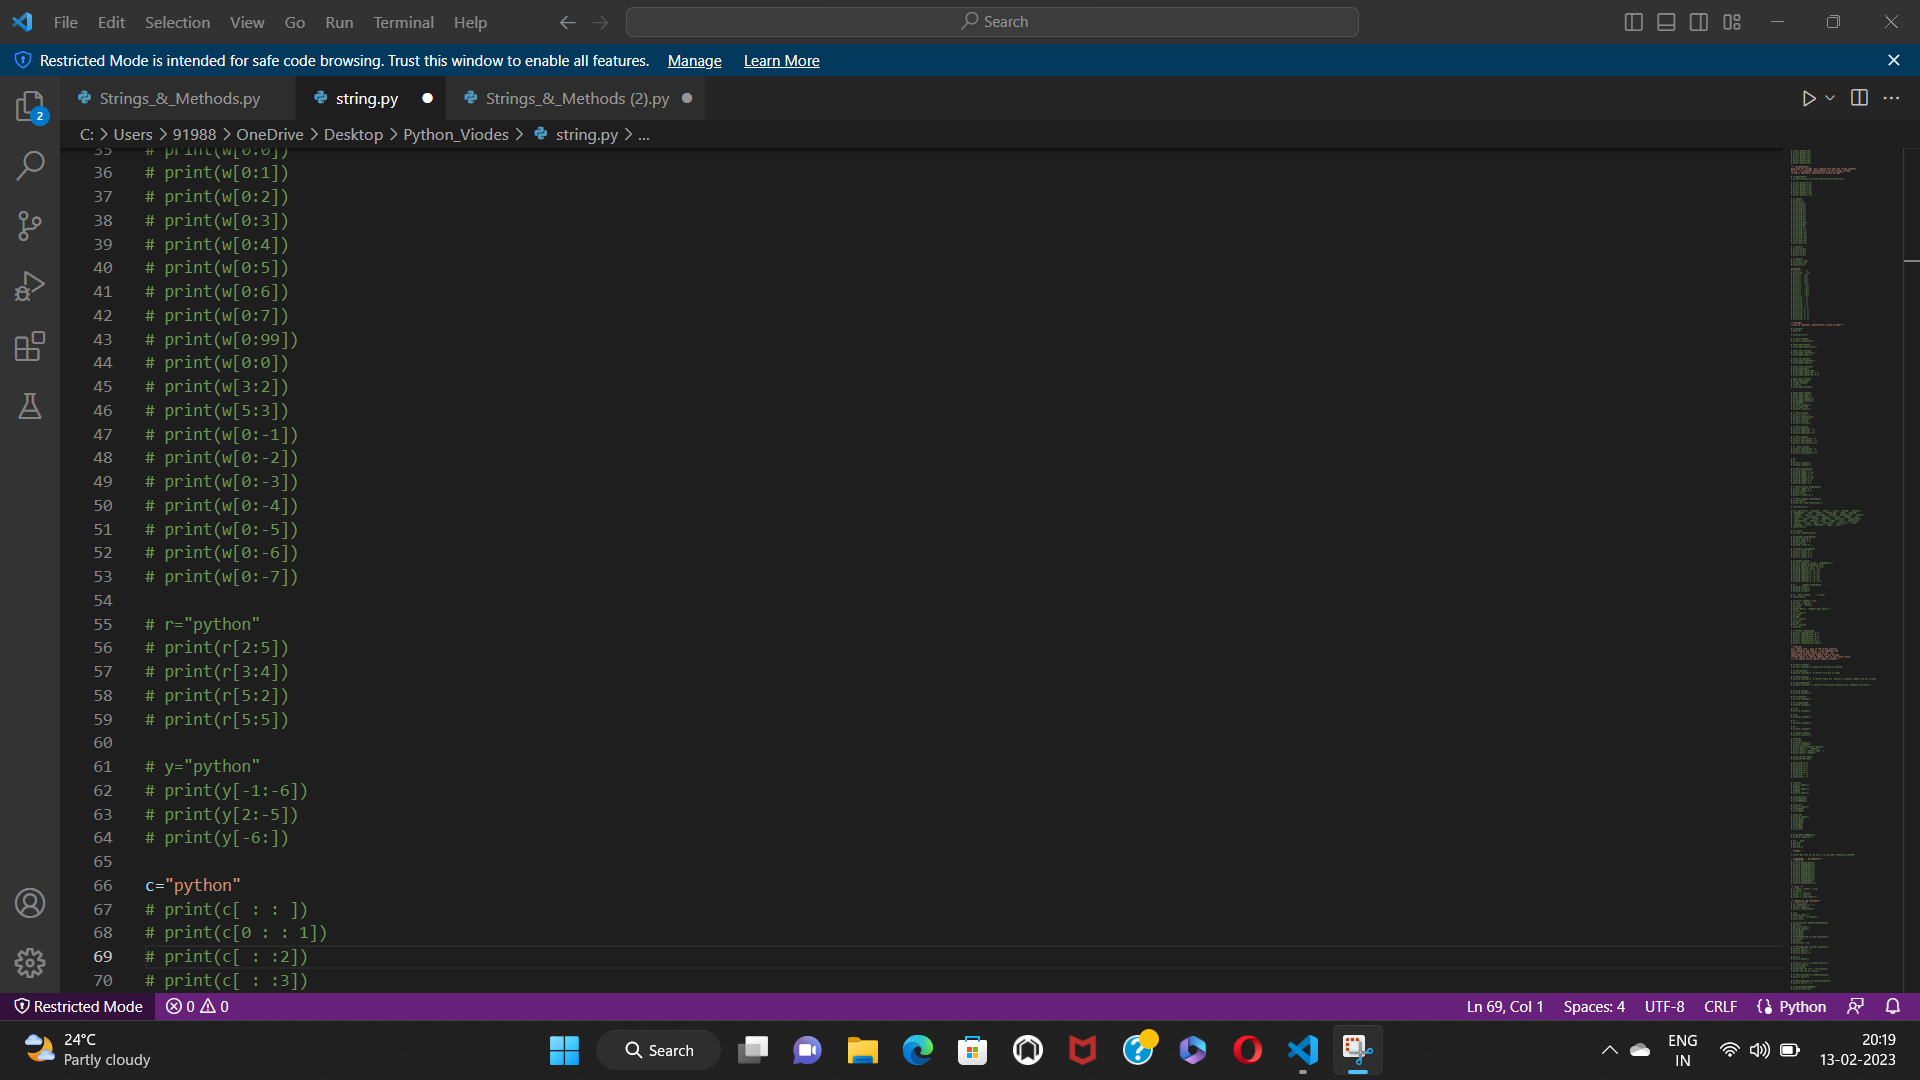 File Edit Selection View Go Run Terminal Help
Search
Restricted Mode is intended for safe code browsing. Trust this window to enable all features. Manage Learn More
Strings_&_Methods.py string.py Strings_&_Methods (2).py
C: > Users > 91988 > OneDrive > Desktop > Python_Viodes > string.py > ...
2
35 # print(w[0:0])
36 # print(w[0:1])
37 # print(w[0:2])
38 # print(w[0:3])
39 # print(w[0:4])
40 # print(w[0:5])
41 # print(w[0:6])
42 # print(w[0:7])
43 # print(w[0:99])
44 # print(w[0:0])
45 # print(w[3:2])
46 # print(w[5:3])
47 # print(w[0:-1])
48 # print(w[0:-2])
49 # print(w[0:-3])
50 # print(w[0:-4])
51 # print(w[0:-5])
52 # print(w[0:-6])
53 # print(w[0:-7])
54
55 # r="python"
56 # print(r[2:5])
57 # print(r[3:4])
58 # print(r[5:2])
59 # print(r[5:5])
60
61 # y="python"
62 # print(y[-1:-6])
63 # print(y[2:-5])
64 # print(y[-6:])
65
66 c="python"
67 # print(c[ : : ])
68 # print(c[0 : : 1])
69 # print(c[ : :2])
70 # print(c[ : :3])
Restricted Mode 0 0 Ln 69, Col 1 Spaces: 4 UTF-8 CRLF Python
24°C
Partly cloudy
Search
ENG
IN
20:19
13-02-2023